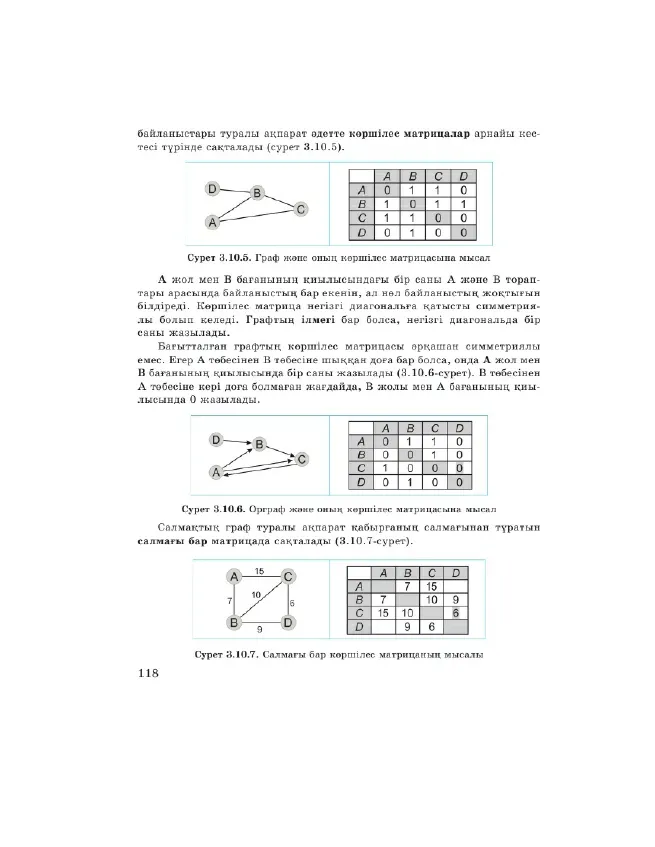 байланыстары туралы ақпарат әдетте көршілес матрицалар арнайы кес-
тесі түрінде сақталады (сурет 3.10.5).
D
B
C
A
A B C D
A 0 1 1 0
B 1 0 1 1
C 1 1 0 0
D 0 1 0 0
Сурет 3.10.5. Граф және оның көршілес матрицасына мысал
А жол мен В бағанының қиылысындағы бір саны А және В торап-
тары арасында байланыстың бар екенін, ал нөл байланыстың жоқтығын
білдіреді. Көршілес матрица негізгі диагональға қатысты симметрия-
лы болып келеді. Графтың ілмегі бар болса, негізгі диагональда бір
саны жазылады.
Бағытталған графтың көршілес матрицасы әрқашан симметриялы
емес. Егер А төбесінен В төбесіне шыққан доға бар болса, онда А жол мен
В бағанының қиылысында бір саны жазылады (3.10.6-сурет). В төбесінен
А төбесіне кері доға болмаған жағдайда, В жолы мен А бағанының қиы-
лысында 0 жазылады.
D
B
C
A
A B C D
A 0 1 1 0
B 0 0 1 0
C 1 0 0 0
D 0 1 0 0
Сурет 3.10.6. Орграф және оның көршілес матрицасына мысал
Салмақтық граф туралы ақпарат қабырғаның салмағынан тұратын
салмағы бар матрицада сақталады (3.10.7-сурет).
A 15 C
7 10 6
B 9 D
A B C D
A 7 15
B 7 10 9
C 15 10 6
D 9 6
Сурет 3.10.7. Салмағы бар көршілес матрицаның мысалы
118